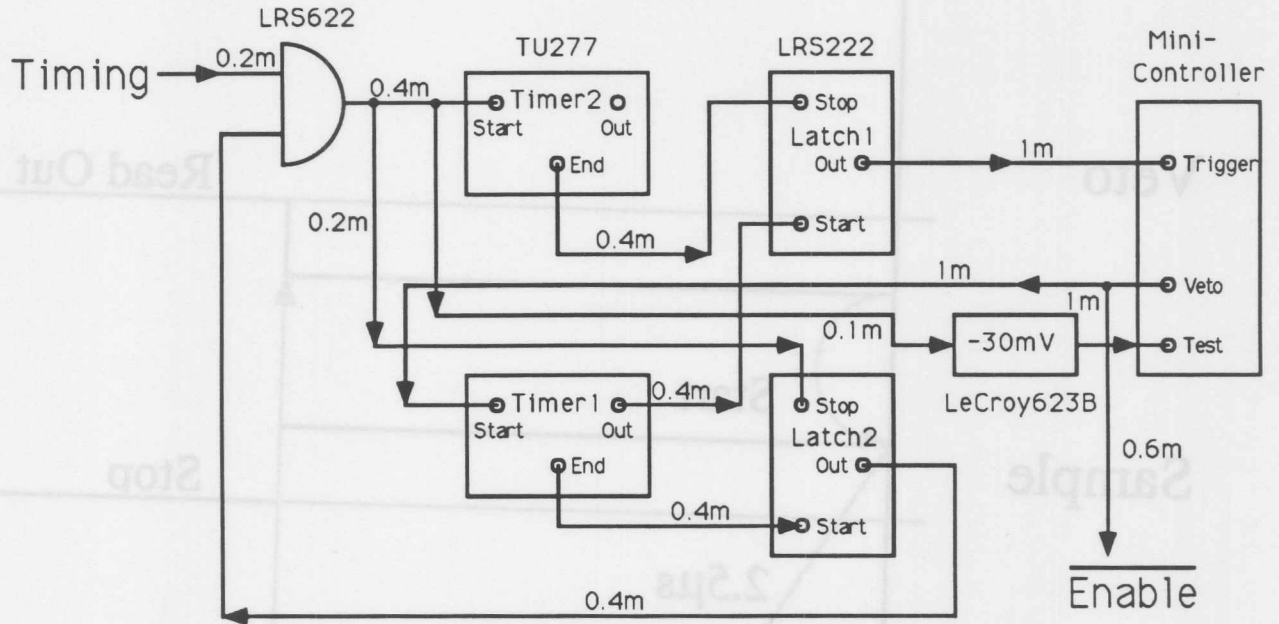 LRS622
TU277
LRS222
Mini-
Controller
Timing
0.2m
0.4m
Timer2
Start
Out
End
Stop
Latch1
Out
Start
1m
Trigger
0.2m
0.4m
1m
Veto
1m
0.1m
-30mV
Test
LeCroy623B
Timer1
Start
Out
End
0.4m
Stop
Latch2
Out
Start
0.4m
0.6m
Enable
0.4m
Veto
Read Out
Start
Sample
Stop
2.5µs